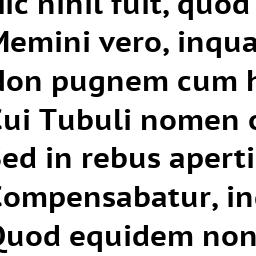 Hic nihil fuit, quod
Memini vero, inqua
Non pugnem cum h
Cui Tubuli nomen o
Sed in rebus aperti
Compensabatur, in
Quod equidem non